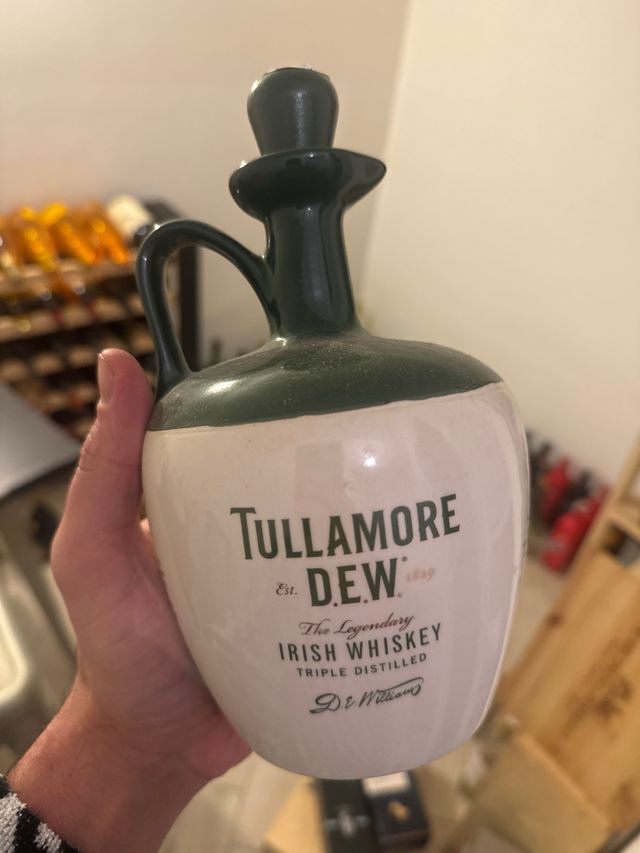 TULLAMORE
Est. D.E.W.® 1829
The Legendary
IRISH WHISKEY
TRIPLE DISTILLED
D.E. Williams